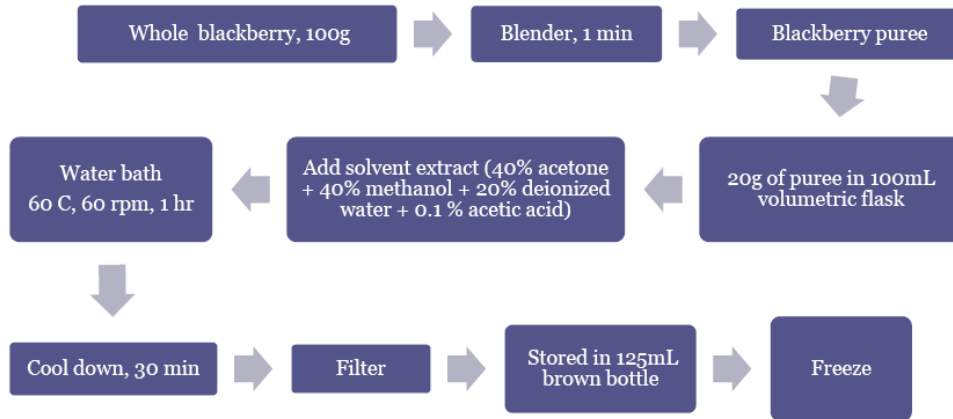 Whole blackberry, 100g
Blender, 1 min
Blackberry puree
20g of puree in 100mL
volumetric flask
Add solvent extract (40% acetone
+ 40% methanol + 20% deionized
water + 0.1 % acetic acid)
Water bath
60 C, 60 rpm, 1 hr
Cool down, 30 min
Filter
Stored in 125mL
brown bottle
Freeze